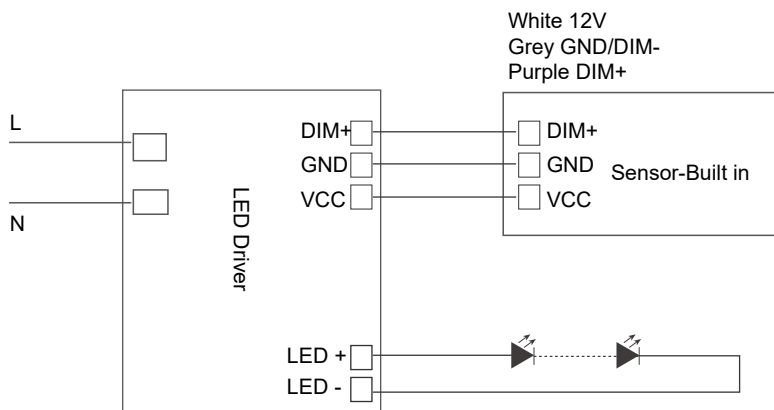 White 12V
Grey GND/DIM-
Purple DIM+
L
N
LED Driver
DIM+
GND
VCC
DIM+
GND
VCC
Sensor-Built in
LED +
LED -